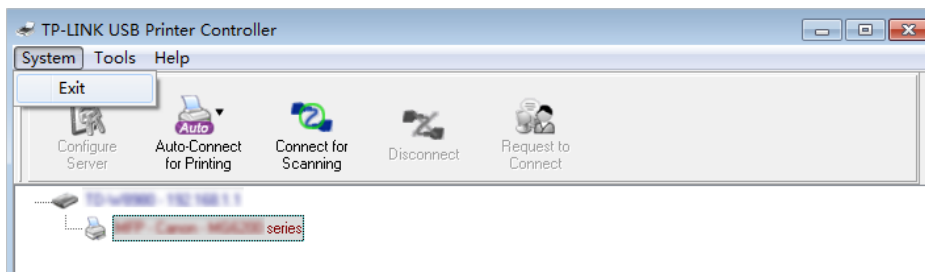 TP-LINK USB Printer Controller
System Tools Help
Exit
Configure Server
Auto
Auto-Connect for Printing
Connect for Scanning
Disconnect
Request to Connect
series